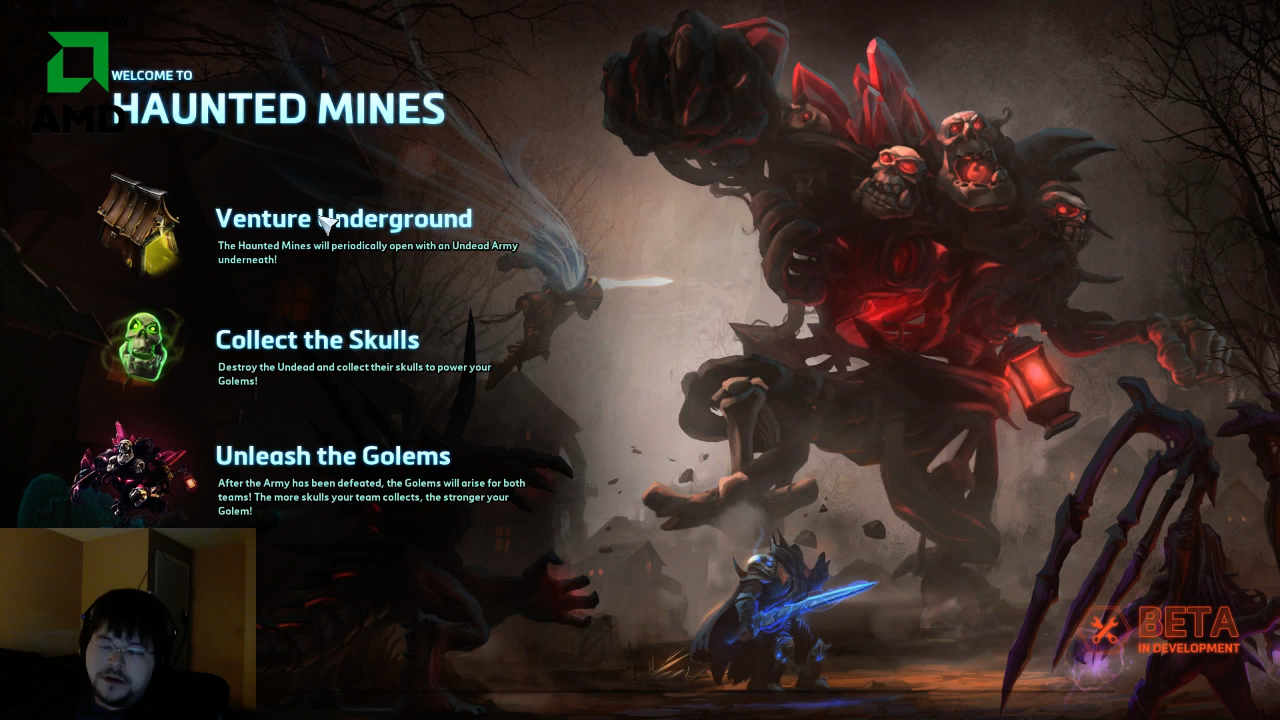 SPONSORED BY
AMD
WELCOME TO
HAUNTED MINES
Venture Underground
The Haunted Mines will periodically open with an Undead Army
underneath!
Collect the Skulls
Destroy the Undead and collect their skulls to power your
Golems!
Unleash the Golems
After the Army has been defeated, the Golems will arise for both
teams! The more skulls your team collects, the stronger your
Golem!
BETA
IN DEVELOPMENT